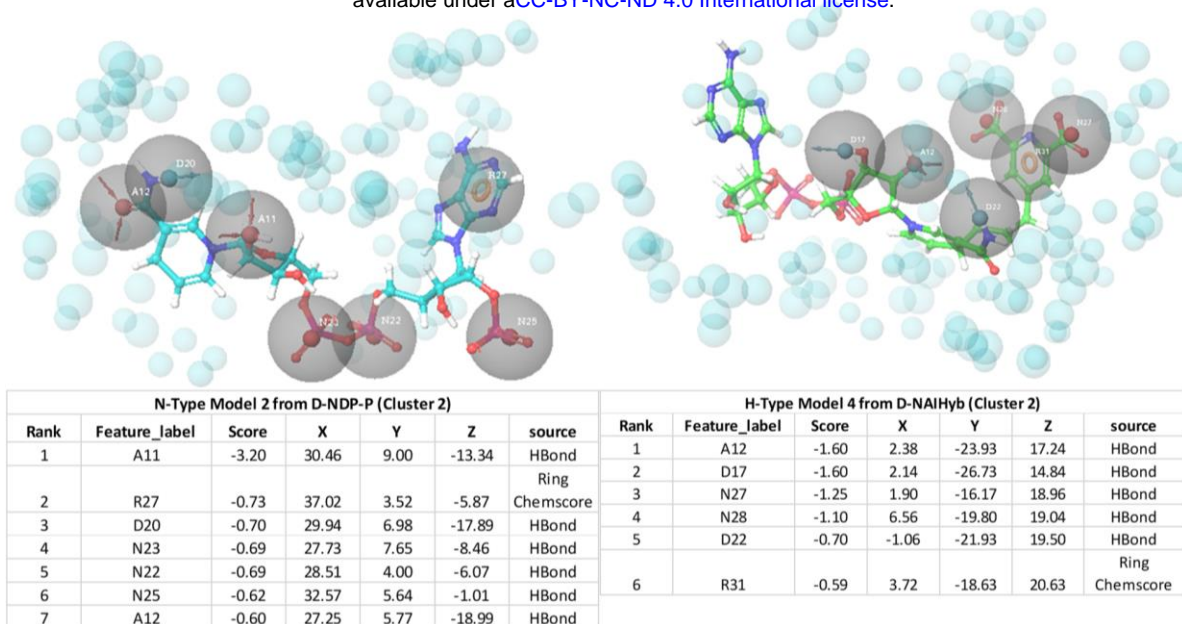 available under aCC-BY-NC-ND 4.0 International license.
D20
A12
A11
R27
N23
N22
N25
D17
A12
N28
N27
R31
D22
N-Type Model 2 from D-NDP-P (Cluster 2)
Rank Feature_label Score X Y Z source
1 A11 -3.20 30.46 9.00 -13.34 HBond
2 R27 -0.73 37.02 3.52 -5.87 Ring Chemscore
3 D20 -0.70 29.94 6.98 -17.89 HBond
4 N23 -0.69 27.73 7.65 -8.46 HBond
5 N22 -0.69 28.51 4.00 -6.07 HBond
6 N25 -0.62 32.57 5.64 -1.01 HBond
7 A12 -0.60 27.25 5.77 -18.99 HBond
H-Type Model 4 from D-NAIHyb (Cluster 2)
Rank Feature_label Score X Y Z source
1 A12 -1.60 2.38 -23.93 17.24 HBond
2 D17 -1.60 2.14 -26.73 14.84 HBond
3 N27 -1.25 1.90 -16.17 18.96 HBond
4 N28 -1.10 6.56 -19.80 19.04 HBond
5 D22 -0.70 -1.06 -21.93 19.50 HBond
6 R31 -0.59 3.72 -18.63 20.63 Ring Chemscore